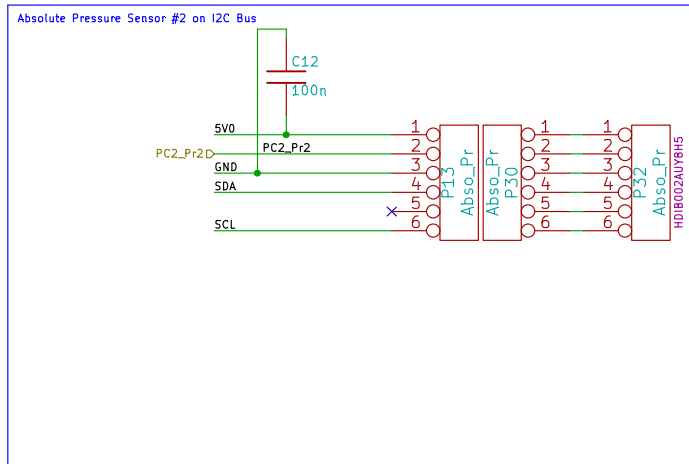 Absolute Pressure Sensor #2 on I2C Bus
C12
100n
5V0
PC2_Pr2
PC2_Pr2
GND
SDA
SCL
1
2
3
4
5
6
P13
Abso_Pr
Abso_Pr
P30
1
2
3
4
5
6
1
2
3
4
5
6
P32
Abso_Pr
HDIB002AUY8H5